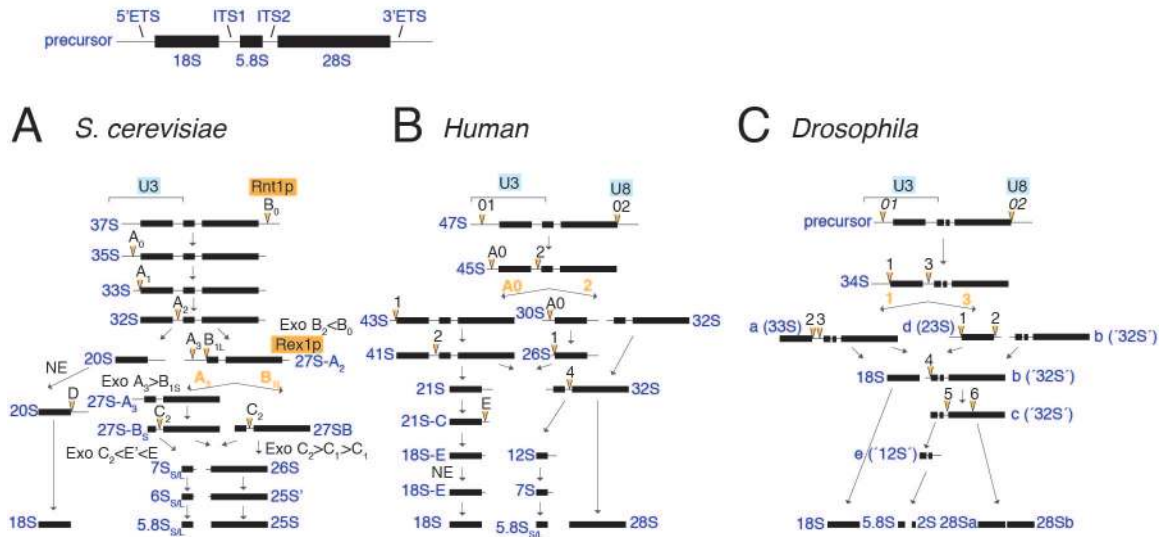 5'ETS ITS1 ITS2 3'ETS
precursor
18S 5.8S 28S
A S. cerevisiae
U3 Rnt1p
B0
37S
A0
35S
A1
33S
A2
32S
Exo B2<B0
Rex1p
A3 B1L
20S 27S-A2
NE
Exo A3>B1S
A3 B1L
D
27S-A3
20S
C2 C2
27S-BS 27SB
Exo C2<E'<E Exo C2>C1>C1
7SS/L 26S
6SS/L 25S'
18S 5.8SS/L 25S
B Human
U3 U8
01 02
47S
A0 2
45S
A0 2
1 A0
43S 30S 32S
2 1
41S 26S
4
21S 32S
E
21S-C
18S-E 12S
NE
18S-E 7S
18S 5.8SS/L 28S
C Drosophila
U3 U8
01 02
precursor
1 3
34S
1 3
2 3 1 2
a (33S) d (23S) b (´32S´)
4
18S b (´32S´)
5 6
c (´32S´)
e (´12S´)
18S 5.8S 2S 28Sa 28Sb